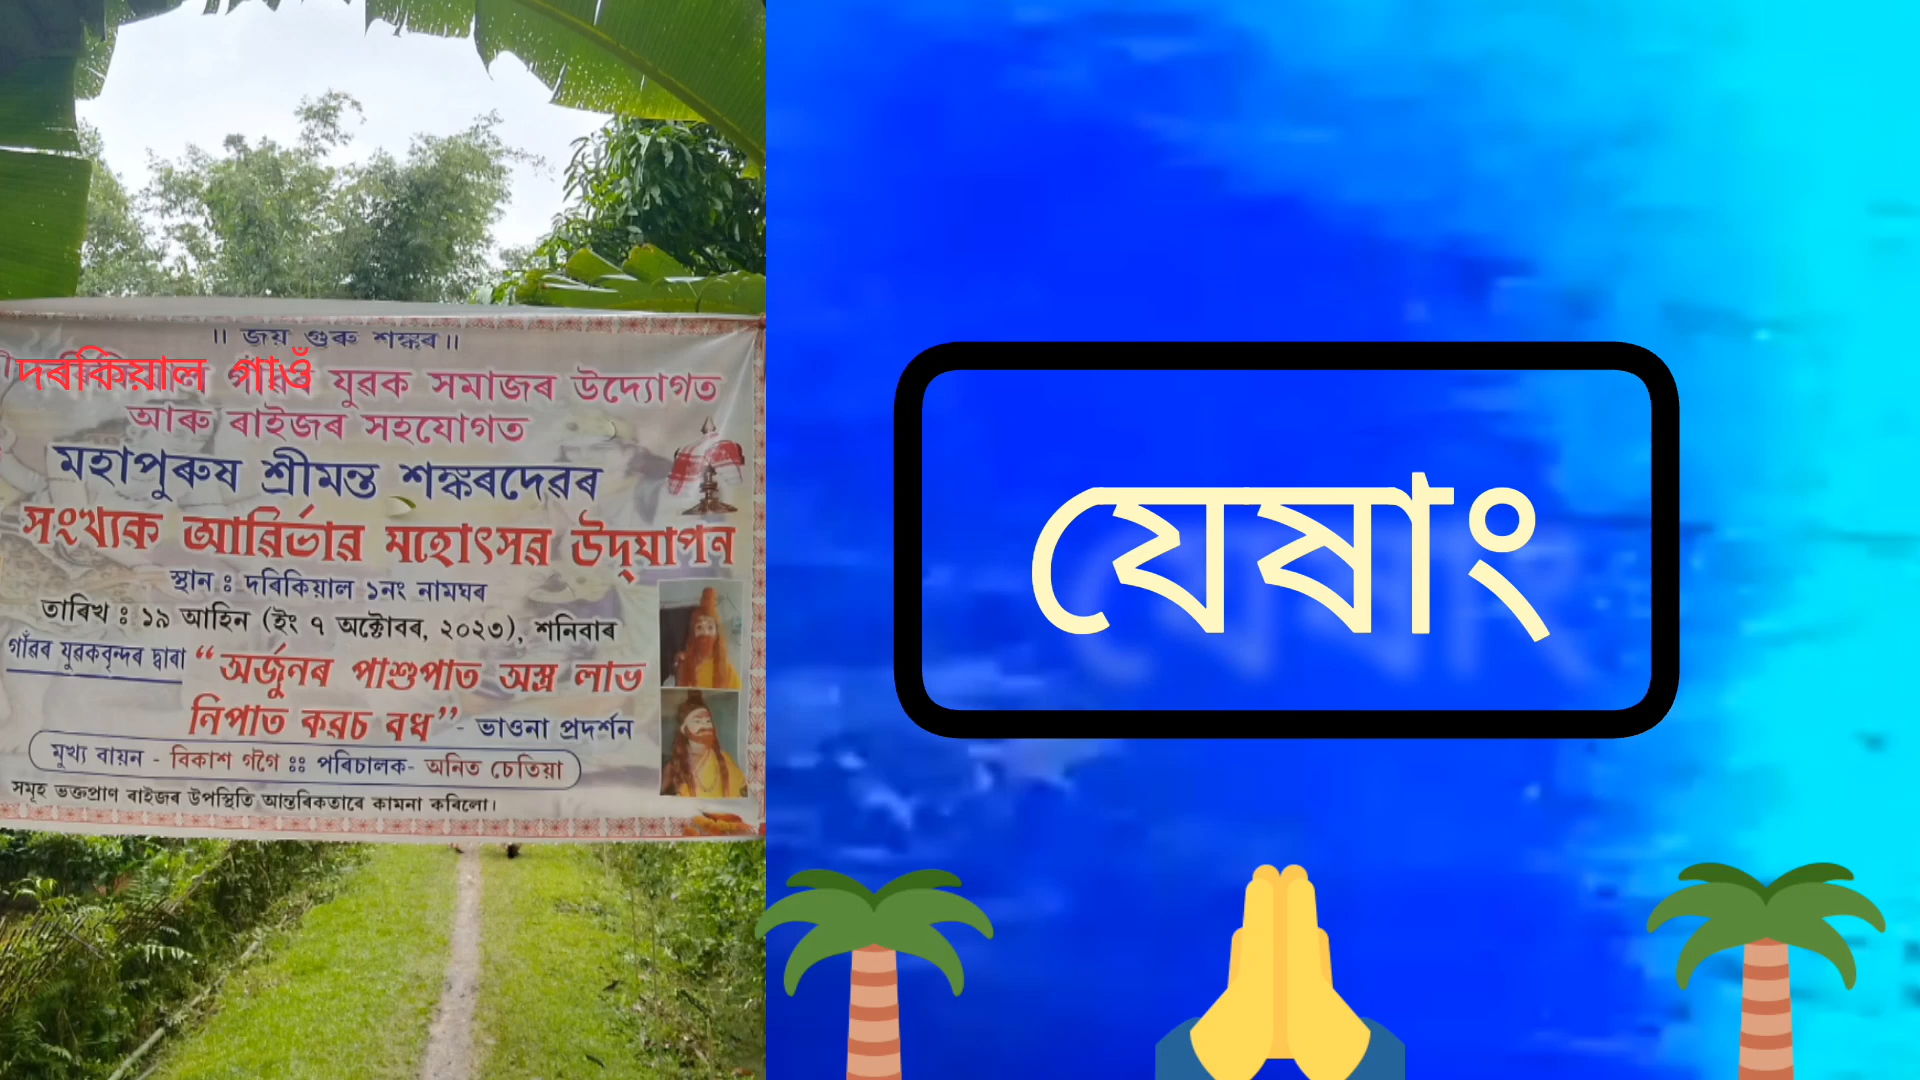 ।। জয় গুৰু শঙ্কৰ।।
দৰকিয়াল গাওঁ
যুৱক সমাজৰ উদ্যোগত
আৰু ৰাইজৰ সহযোগত
মহাপুৰুষ শ্ৰীমন্ত শঙ্কৰদেৱৰ
সংখ্যক আৱিৰ্ভাৱ মহোৎসৱ উদ্‌যাপন
স্থান ঃ দৰিকিয়াল ১নং নামঘৰ
তাৰিখ ঃ ১৯ আহিন (ইং ৭ অক্টোবৰ, ২০২৩), শনিবাৰ
গাঁৱৰ যুৱকবৃন্দৰ দ্বাৰা “অৰ্জুনৰ পাশুপাত অস্ত্ৰ লাভ
নিপাত কৱচ বধ”- ভাওনা প্ৰদৰ্শন
মুখ্য বায়ন - বিকাশ গগৈ ঃঃ পৰিচালক- অনিত চেতিয়া
সমূহ ভক্তপ্ৰাণ ৰাইজৰ উপস্থিতি আন্তৰিকতাৰে কামনা কৰিলো।
যেষাং